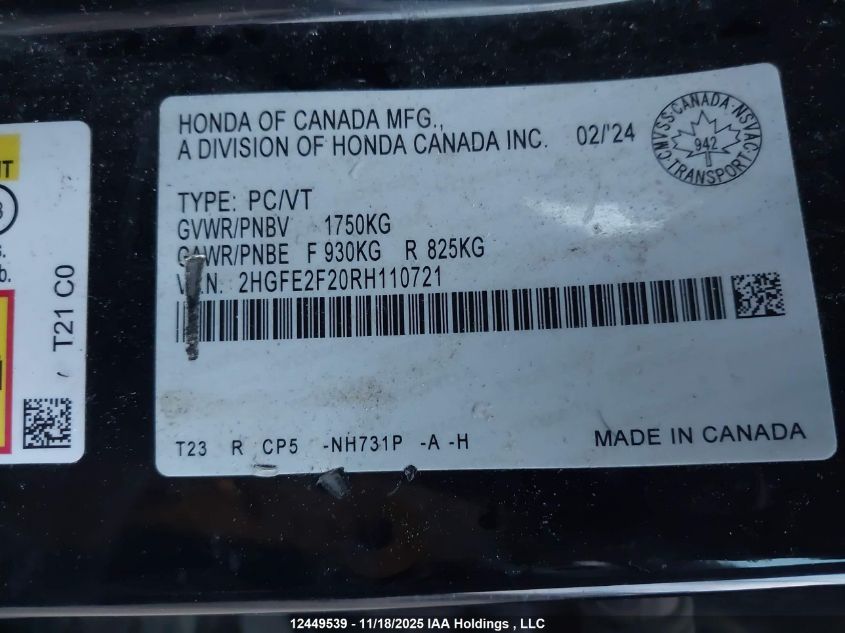 HONDA OF CANADA MFG.,
A DIVISION OF HONDA CANADA INC. 02/'24
CANADA · NSVAC · TRANSPORT · CNVSS
942
TYPE: PC/VT
GVWR/PNBV 1750KG
GAWR/PNBE F 930KG R 825KG
V.I.N. 2HGFE2F20RH110721
T23 R CP5 -NH731P -A -H
MADE IN CANADA
T21 C0
12449539 - 11/18/2025 IAA Holdings , LLC